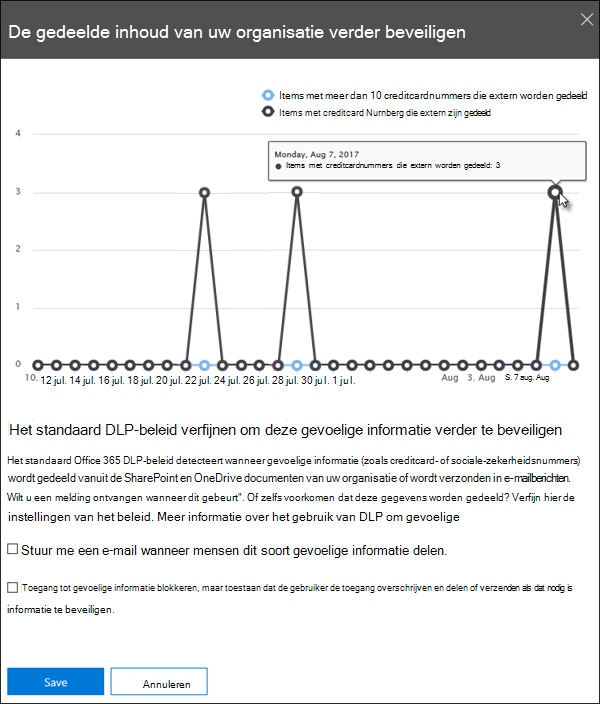 De gedeelde inhoud van uw organisatie verder beveiligen
Items met meer dan 10 creditcardnummers die extern worden gedeeld
Items met creditcard Nurnberg die extern zijn gedeeld
4
Monday, Aug 7, 2017
Items met creditcardnummers die extern worden gedeeld: 3
3
2
1
0
10. 12 jul. 14 jul. 16 jul. 18 jul. 20 jul. 22 jul. 24 jul. 26 jul. 28 jul. 30 jul. 1 jul. Aug 3. Aug S. 7 aug. Aug
Het standaard DLP-beleid verfijnen om deze gevoelige informatie verder te beveiligen
Het standaard Office 365 DLP-beleid detecteert wanneer gevoelige informatie (zoals creditcard- of sociale-zekerheidsnummers)
wordt gedeeld vanuit de SharePoint en OneDrive documenten van uw organisatie of wordt verzonden in e-mailberichten.
Wilt u een melding ontvangen wanneer dit gebeurt". Of zelfs voorkomen dat deze gegevens worden gedeeld? Verfijn hier de
instellingen van het beleid. Meer informatie over het gebruik van DLP om gevoelige
Stuur me een e-mail wanneer mensen dit soort gevoelige informatie delen.
Toegang tot gevoelige informatie blokkeren, maar toestaan dat de gebruiker de toegang overschrijven en delen of verzenden als dat nodig is
informatie te beveiligen.
Save
Annuleren